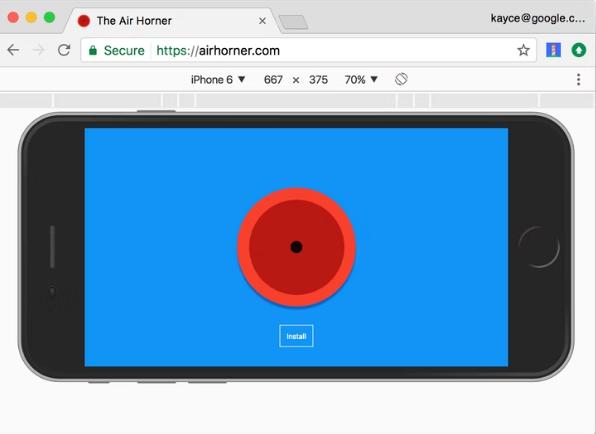 The Air Horner
kayce@google.c...
Secure https://airhorner.com
iPhone 6 667 × 375 70%
Install